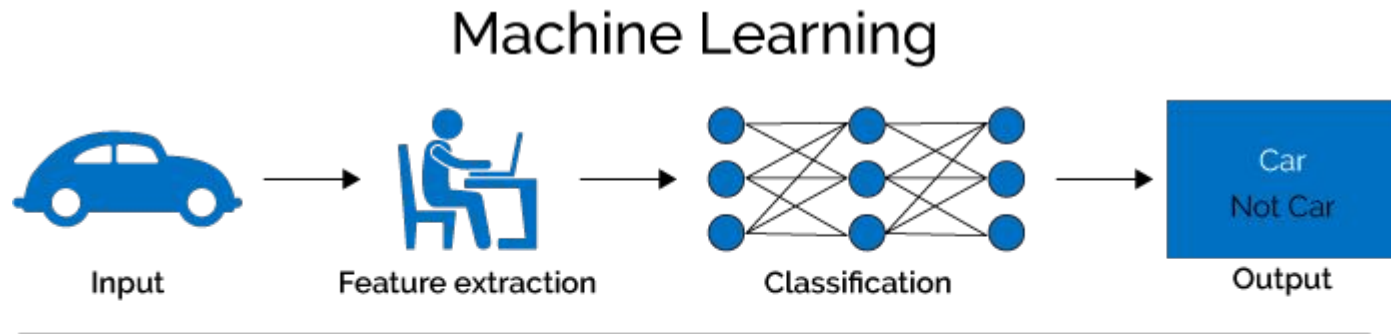 Machine Learning
Car
Not Car
Input
Feature extraction
Classification
Output